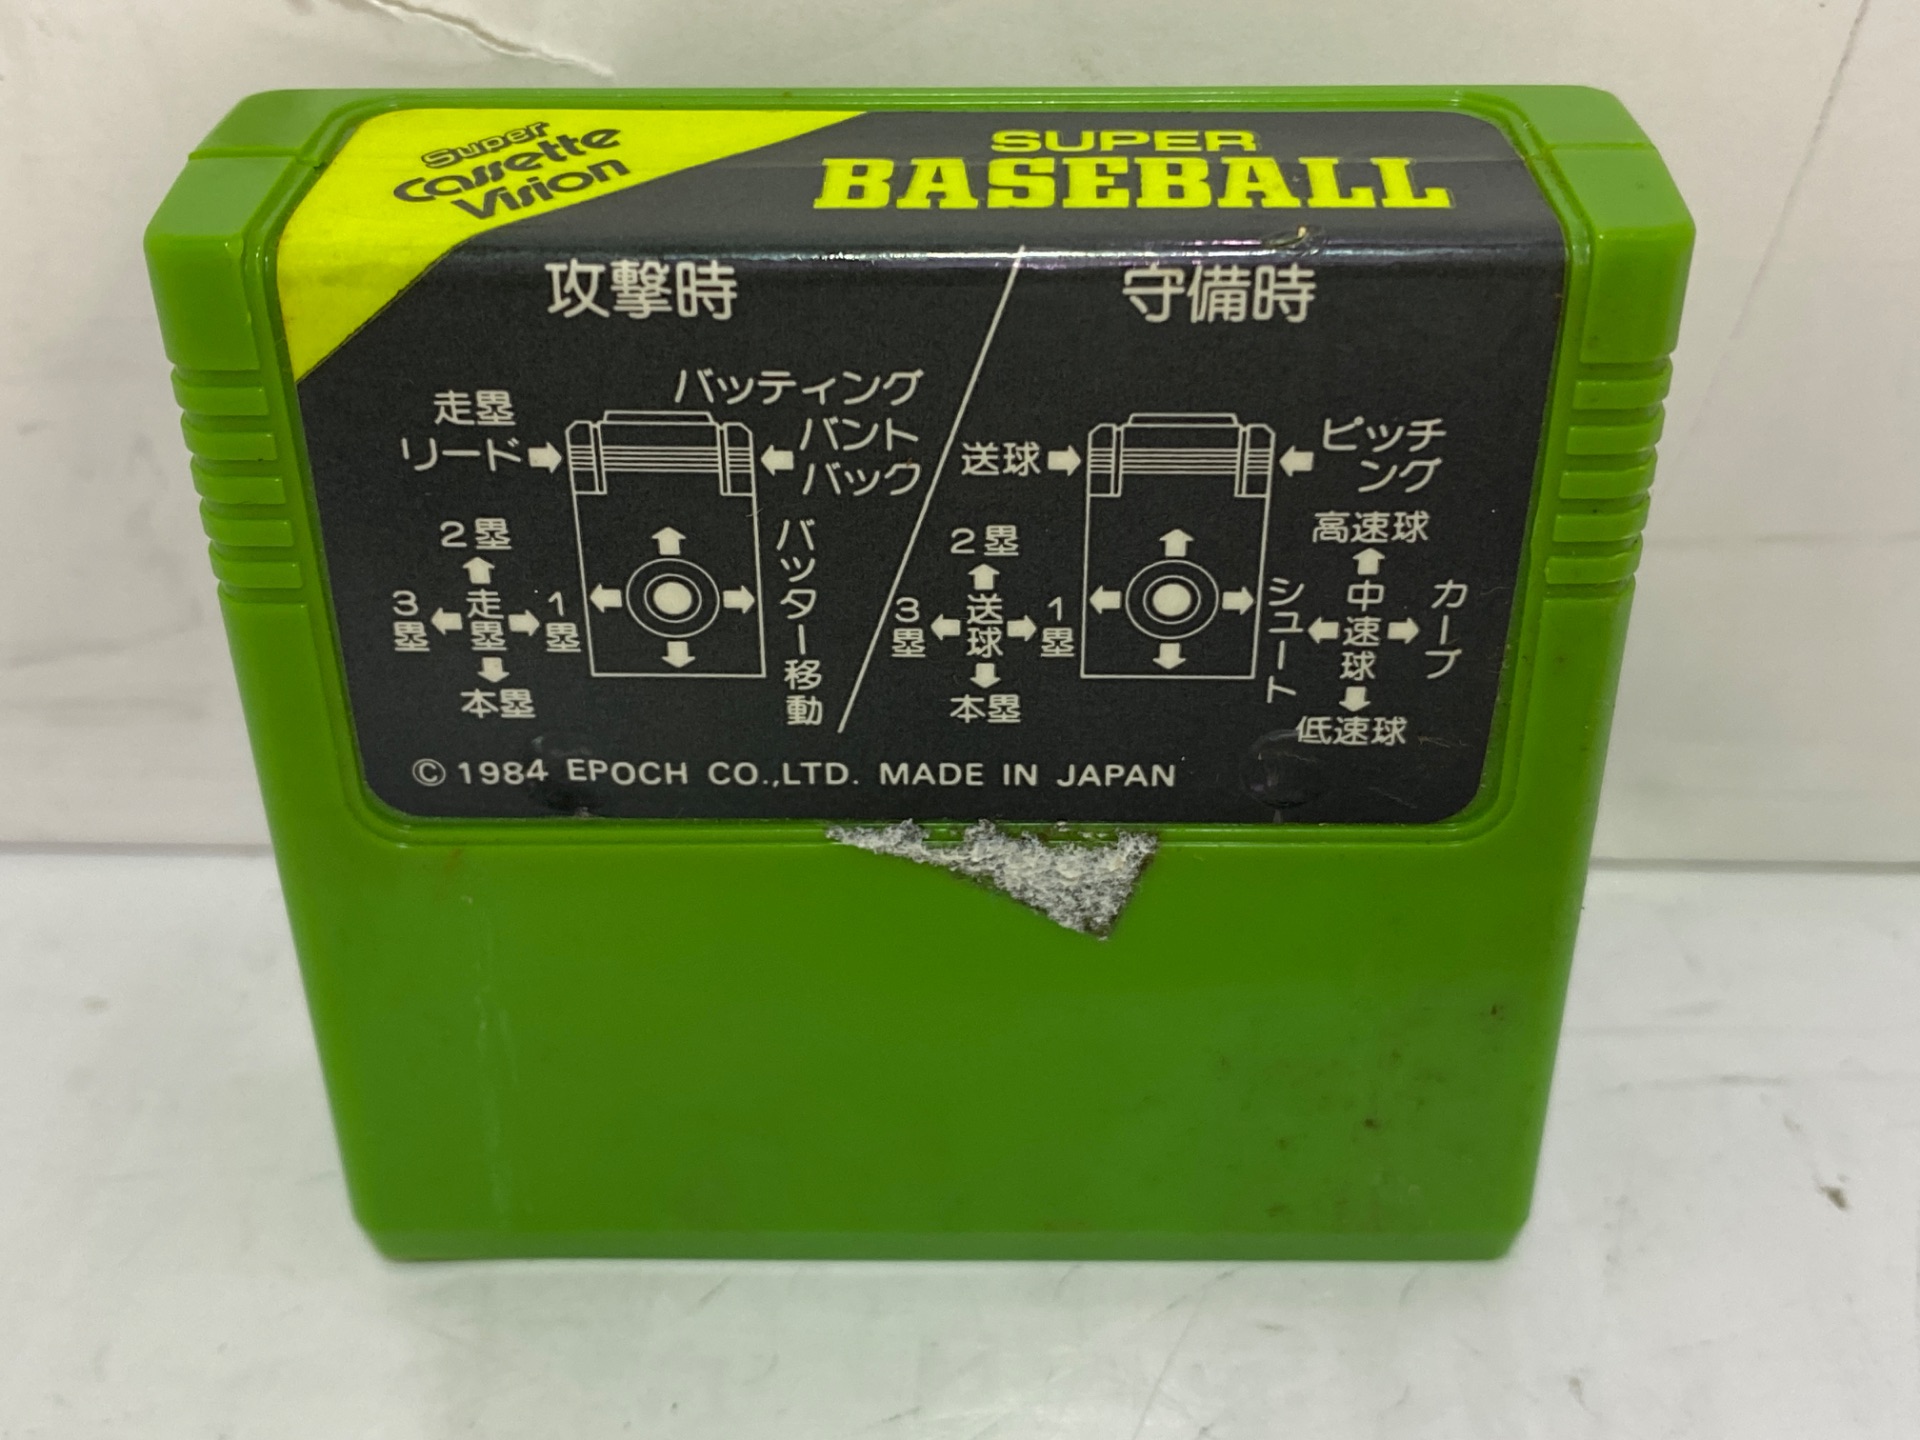 Super
Cassette
Vision
SUPER
BASEBALL
攻撃時
走塁
リード
バッティング
バント
バック
2塁
3塁
走塁
1塁
本塁
バッター移動
守備時
送球
ピッチ
ング
2塁
3塁
送球
1塁
本塁
高速球
シュート
中速球
カーブ
低速球
© 1984 EPOCH CO.,LTD. MADE IN JAPAN